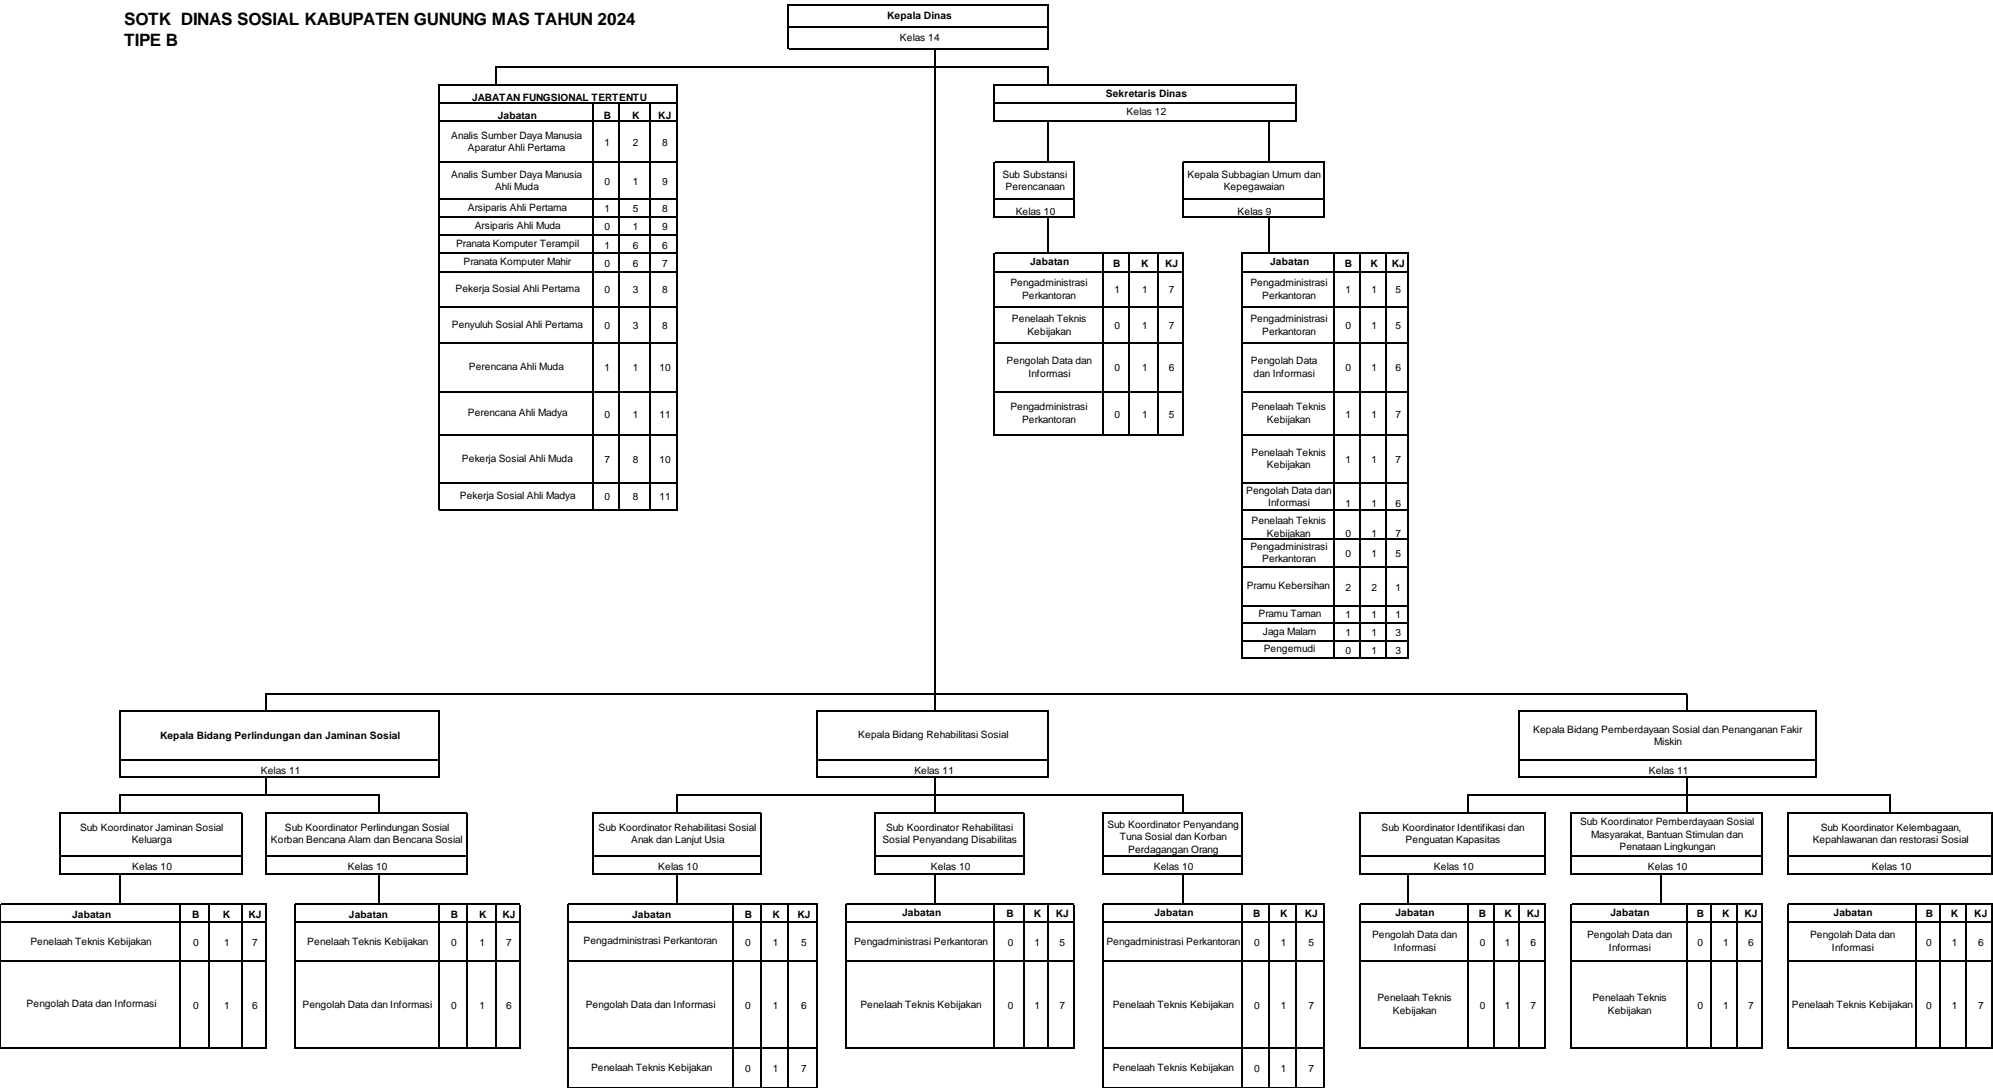 SOTK  DINAS SOSIAL KABUPATEN GUNUNG MAS TAHUN 2024
TIPE B
Kepala Dinas
Kelas 14
JABATAN FUNGSIONAL TERTENTU
Jabatan B K KJ
Analis Sumber Daya Manusia
Aparatur Ahli Pertama 1 2 8
Analis Sumber Daya Manusia
Ahli Muda 0 1 9
Arsiparis Ahli Pertama 1 5 8
Arsiparis Ahli Muda 0 1 9
Pranata Komputer Terampil 1 6 6
Pranata Komputer Mahir 0 6 7
Pekerja Sosial Ahli Pertama 0 3 8
Penyuluh Sosial Ahli Pertama 0 3 8
Perencana Ahli Muda 1 1 10
Perencana Ahli Madya 0 1 11
Pekerja Sosial Ahli Muda 7 8 10
Pekerja Sosial Ahli Madya 0 8 11
Sekretaris Dinas
Kelas 12
Sub Substansi
Perencanaan
Kelas 10
Jabatan B K KJ
Pengadministrasi
Perkantoran 1 1 7
Penelaah Teknis
Kebijakan 0 1 7
Pengolah Data dan
Informasi 0 1 6
Pengadministrasi
Perkantoran 0 1 5
Kepala Subbagian Umum dan
Kepegawaian
Kelas 9
Jabatan B K KJ
Pengadministrasi
Perkantoran 1 1 5
Pengadministrasi
Perkantoran 0 1 5
Pengolah Data
dan Informasi 0 1 6
Penelaah Teknis
Kebijakan 1 1 7
Penelaah Teknis
Kebijakan 1 1 7
Pengolah Data dan
Informasi 1 1 6
Penelaah Teknis
Kebijakan 0 1 7
Pengadministrasi
Perkantoran 0 1 5
Pramu Kebersihan 2 2 1
Pramu Taman 1 1 1
Jaga Malam 1 1 3
Pengemudi 0 1 3
Kepala Bidang Perlindungan dan Jaminan Sosial
Kelas 11
Sub Koordinator Jaminan Sosial
Keluarga
Kelas 10
Jabatan B K KJ
Penelaah Teknis Kebijakan 0 1 7
Pengolah Data dan Informasi 0 1 6
Sub Koordinator Perlindungan Sosial
Korban Bencana Alam dan Bencana Sosial
Kelas 10
Jabatan B K KJ
Penelaah Teknis Kebijakan 0 1 7
Pengolah Data dan Informasi 0 1 6
Kepala Bidang Rehabilitasi Sosial
Kelas 11
Sub Koordinator Rehabilitasi Sosial
Anak dan Lanjut Usia
Kelas 10
Jabatan B K KJ
Pengadministrasi Perkantoran 0 1 5
Pengolah Data dan Informasi 0 1 6
Penelaah Teknis Kebijakan 0 1 7
Sub Koordinator Rehabilitasi
Sosial Penyandang Disabilitas
Kelas 10
Jabatan B K KJ
Pengadministrasi Perkantoran 0 1 5
Penelaah Teknis Kebijakan 0 1 7
Sub Koordinator Penyandang
Tuna Sosial dan Korban
Perdagangan Orang
Kelas 10
Jabatan B K KJ
Pengadministrasi Perkantoran 0 1 5
Penelaah Teknis Kebijakan 0 1 7
Penelaah Teknis Kebijakan 0 1 7
Kepala Bidang Pemberdayaan Sosial dan Penanganan Fakir
Miskin
Kelas 11
Sub Koordinator Identifikasi dan
Penguatan Kapasitas
Kelas 10
Jabatan B K KJ
Pengolah Data dan
Informasi 0 1 6
Penelaah Teknis
Kebijakan 0 1 7
Sub Koordinator Pemberdayaan Sosial
Masyarakat, Bantuan Stimulan dan
Penataan Lingkungan
Kelas 10
Jabatan B K KJ
Pengolah Data dan
Informasi 0 1 6
Penelaah Teknis
Kebijakan 0 1 7
Sub Koordinator Kelembagaan,
Kepahlawanan dan restorasi Sosial
Kelas 10
Jabatan B K KJ
Pengolah Data dan
Informasi 0 1 6
Penelaah Teknis Kebijakan 0 1 7